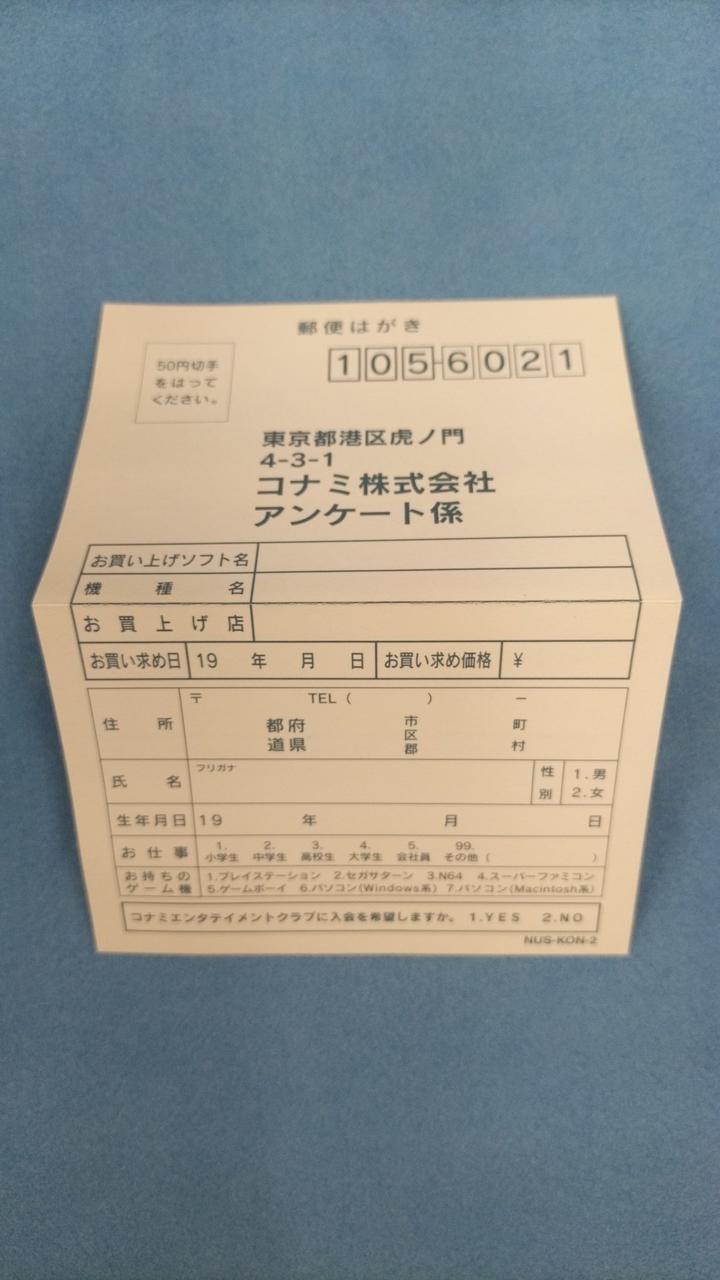 郵便はがき
50円切手
をはって
ください。
105-6021
東京都港区虎ノ門
4-3-1
コナミ株式会社
アンケート係
お買い上げソフト名
機種名
お買上げ店
お買い求め日 19 年 月 日 お買い求め価格 ¥
住所 〒 TEL ( ) −
都府 市 町
道県 区 村
郡
氏名 フリガナ 性別 1.男 2.女
生年月日 19 年 月 日
お仕事 1.小学生 2.中学生 3.高校生 4.大学生 5.会社員 99.その他 ( )
お持ちのゲーム機 1.プレイステーション 2.セガサターン 3.N64 4.スーパーファミコン
5.ゲームボーイ 6.パソコン(Windows系) 7.パソコン(Macintosh系)
コナミエンタテイメントクラブに入会を希望しますか。 1.YES 2.NO
NUS-KON-2